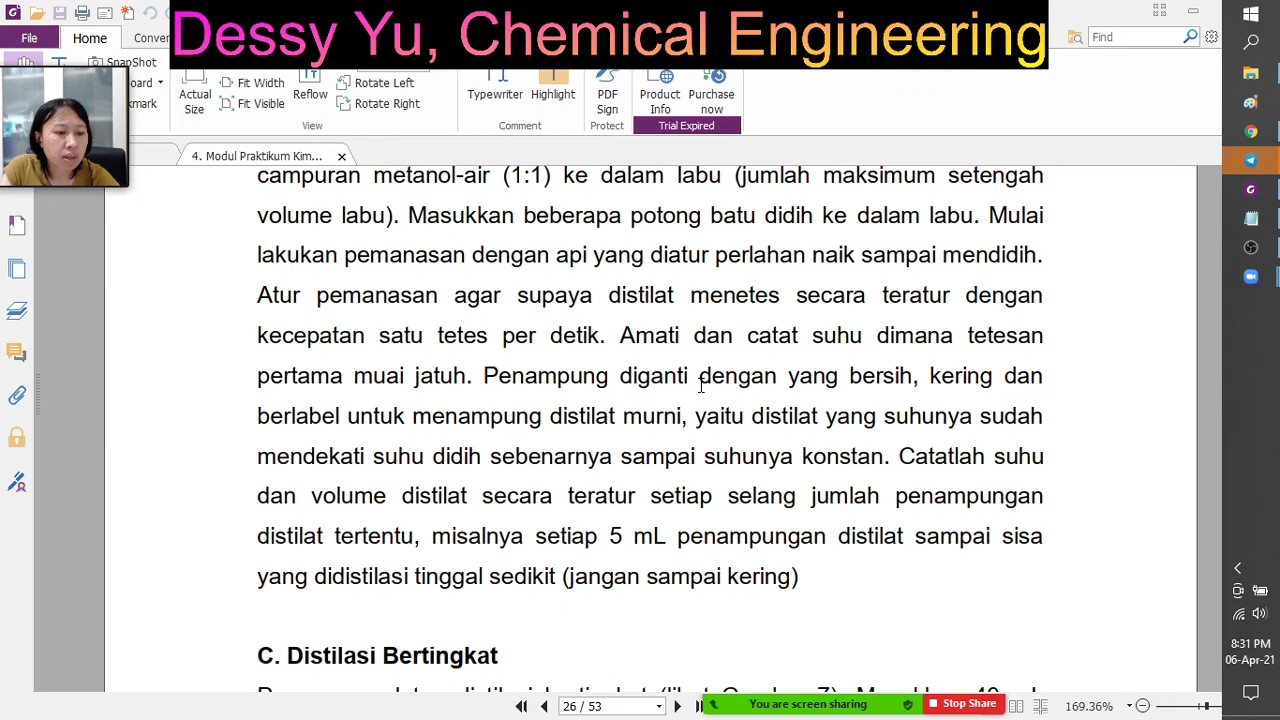 Dessy Yu, Chemical Engineering
File
Home
Conver
Find
SnapShot
Actual
Size
Fit Width
Fit Visible
Reflow
Rotate Left
Rotate Right
View
Typewriter
Highlight
Comment
PDF
Sign
Protect
Product
Info
Purchase
now
Trial Expired
4. Modul Praktikum Kim...
campuran metanol-air (1:1) ke dalam labu (jumlah maksimum setengah
volume labu). Masukkan beberapa potong batu didih ke dalam labu. Mulai
lakukan pemanasan dengan api yang diatur perlahan naik sampai mendidih.
Atur pemanasan agar supaya distilat menetes secara teratur dengan
kecepatan satu tetes per detik. Amati dan catat suhu dimana tetesan
pertama muai jatuh. Penampung diganti dengan yang bersih, kering dan
berlabel untuk menampung distilat murni, yaitu distilat yang suhunya sudah
mendekati suhu didih sebenarnya sampai suhunya konstan. Catatlah suhu
dan volume distilat secara teratur setiap selang jumlah penampungan
distilat tertentu, misalnya setiap 5 mL penampungan distilat sampai sisa
yang didistilasi tinggal sedikit (jangan sampai kering)
C. Distilasi Bertingkat
26 / 53
You are screen sharing
Stop Share
169.36%
8:31 PM
06-Apr-21